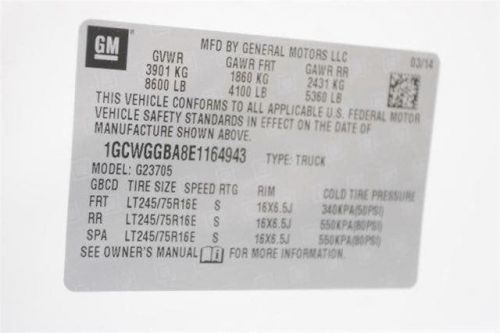 GM
MFD BY GENERAL MOTORS LLC 03/14
GVWR GAWR FRT GAWR RR
3901 KG 1860 KG 2431 KG
8600 LB 4100 LB 5360 LB
THIS VEHICLE CONFORMS TO ALL APPLICABLE U.S. FEDERAL MOTOR
VEHICLE SAFETY STANDARDS IN EFFECT ON THE DATE OF
MANUFACTURE SHOWN ABOVE.
1GCWGGBA8E1164943 TYPE: TRUCK
MODEL: G23705
GBCD TIRE SIZE SPEED RTG RIM COLD TIRE PRESSURE
FRT LT245/75R16E S 16X6.5J 340KPA(50PSI)
RR LT245/75R16E S 16X6.5J 550KPA(80PSI)
SPA LT245/75R16E S 16X6.5J 550KPA(80PSI)
SEE OWNER'S MANUAL FOR MORE INFORMATION.